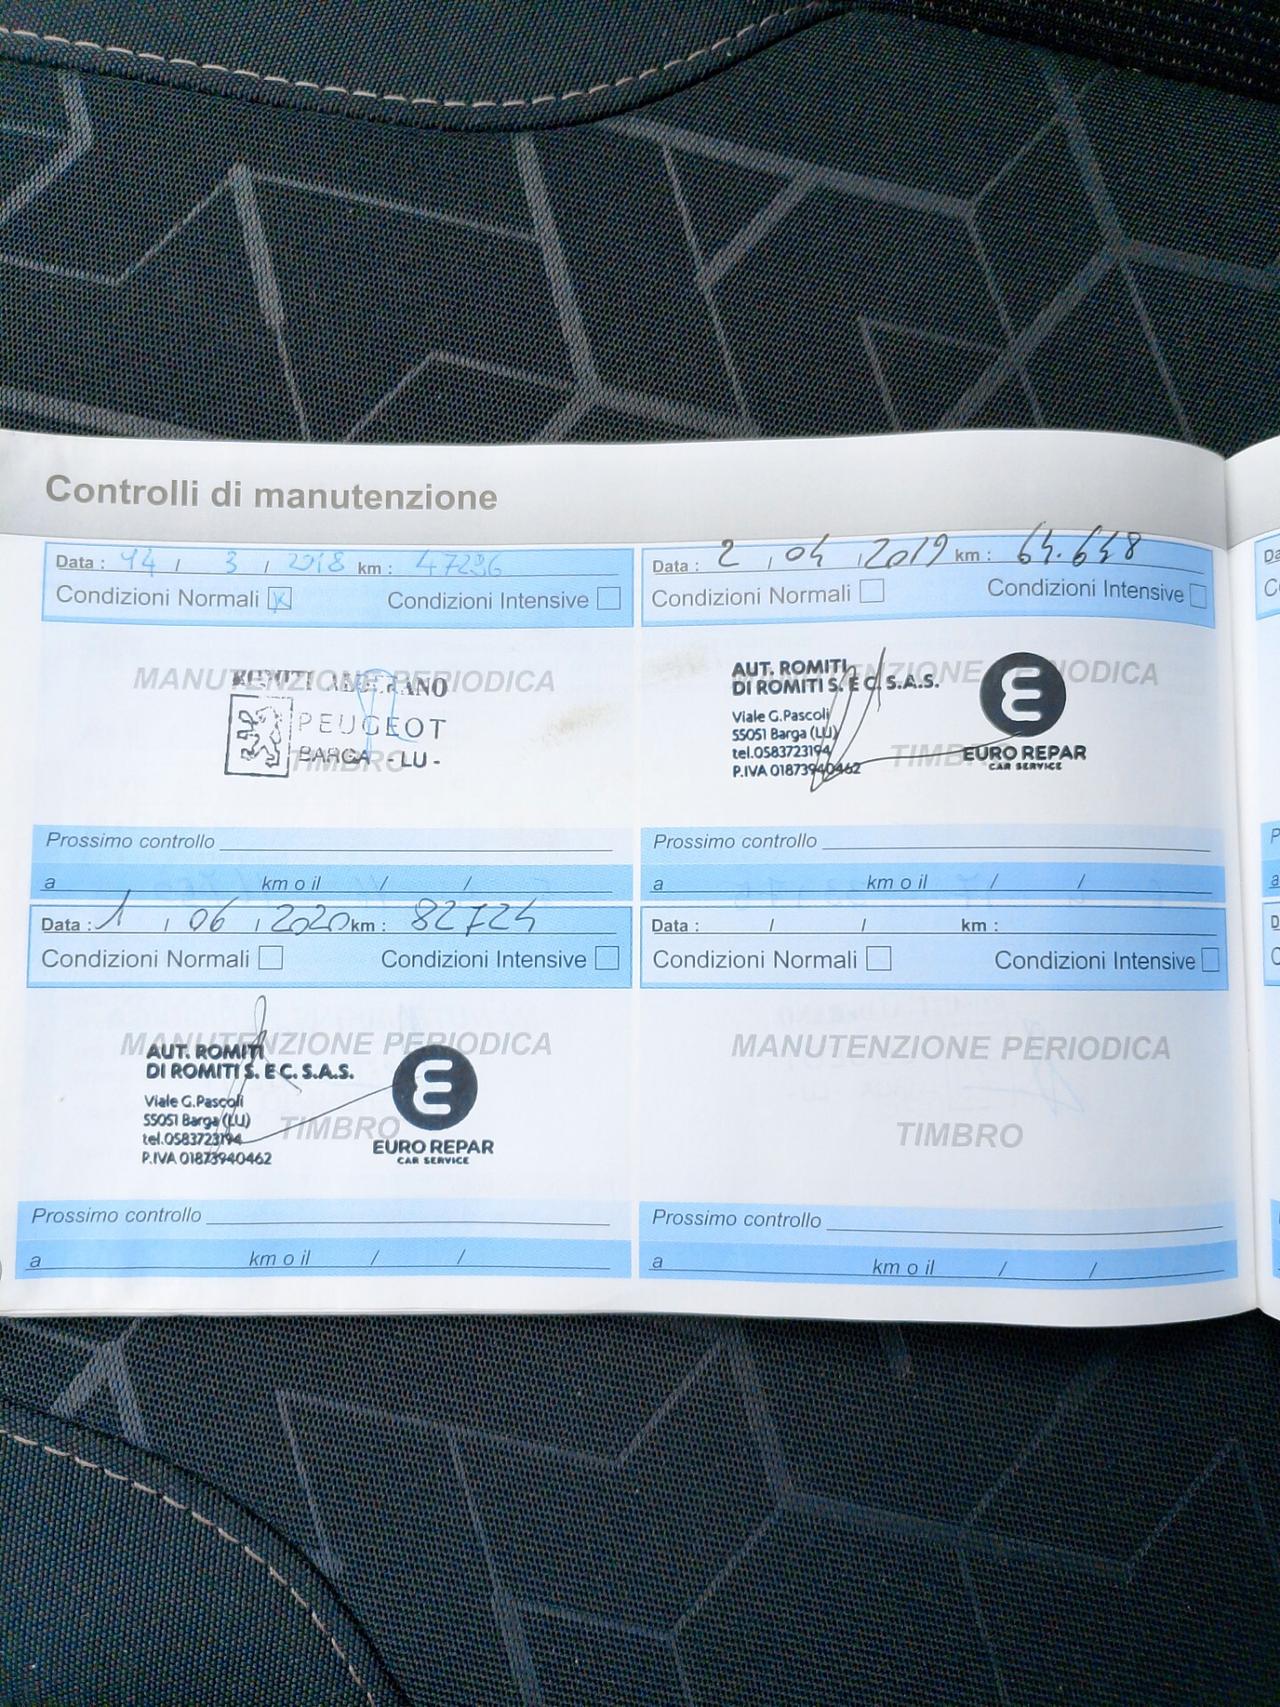 Controlli di manutenzione
Data : 14 / 3 / 2018 km : 47236
Condizioni Normali X Condizioni Intensive
MANUTENZIONE PERIODICA
PEUGEOT
BARGA - LU -
TIMBRO
Prossimo controllo
a km o il / /
Data : 2 / 04 / 2019 km : 64.648
Condizioni Normali Condizioni Intensive
MANUTENZIONE PERIODICA
AUT. ROMITI
DI ROMITI S. E C. S.A.S.
Viale G.Pascoli
55051 Barga (LU)
tel.0583723194
P.IVA 01873940462
TIMBRO
EURO REPAR
CAR SERVICE
Prossimo controllo
a km o il / /
Data : 1 / 06 / 2020 km : 82724
Condizioni Normali Condizioni Intensive
MANUTENZIONE PERIODICA
AUT. ROMITI
DI ROMITI S. E C. S.A.S.
Viale G.Pascoli
55051 Barga (LU)
tel.0583723194
P.IVA 01873940462
TIMBRO
EURO REPAR
CAR SERVICE
Prossimo controllo
a km o il / /
Data : / / km :
Condizioni Normali Condizioni Intensive
MANUTENZIONE PERIODICA
TIMBRO
Prossimo controllo
a km o il / /